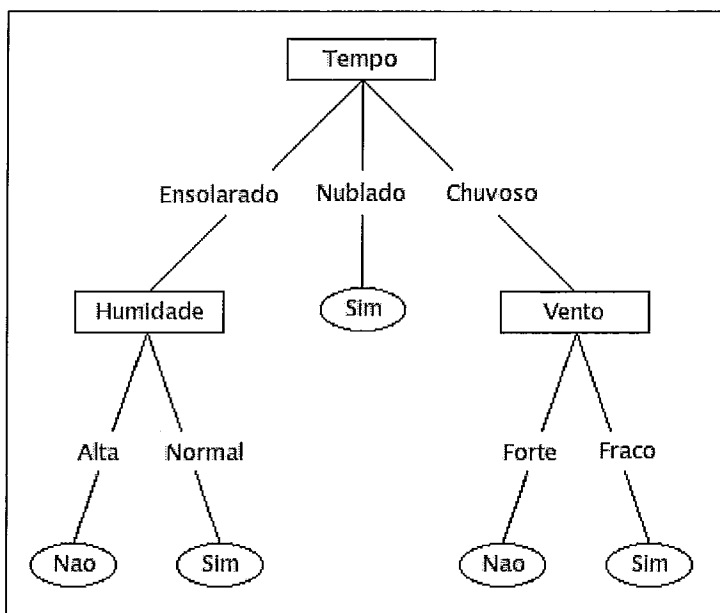 Tempo
Ensolarado Nublado Chuvoso
Humidade Sim Vento
Alta Normal Forte Fraco
Nao Sim Nao Sim